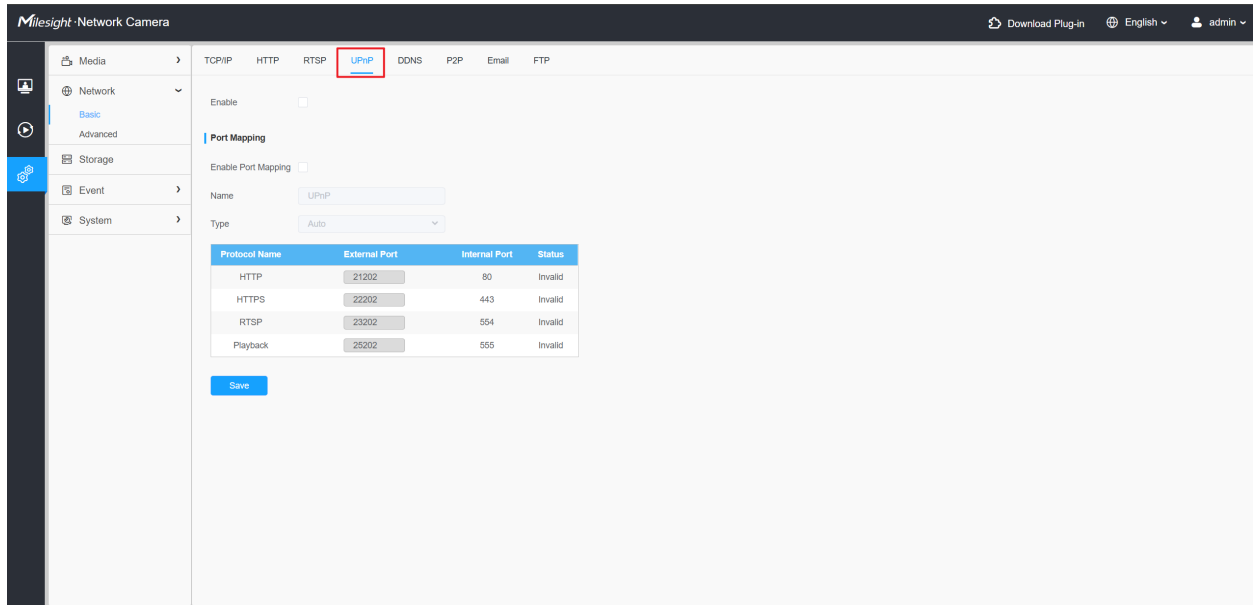 Milesight·Network Camera
Download Plug-in
English
admin
Media
Network
Basic
Advanced
Storage
Event
System
TCP/IP HTTP RTSP UPnP DDNS P2P Email FTP
Enable
Port Mapping
Enable Port Mapping
Name UPnP
Type Auto
Protocol Name External Port Internal Port Status
HTTP 21202 80 Invalid
HTTPS 22202 443 Invalid
RTSP 23202 554 Invalid
Playback 25202 555 Invalid
Save